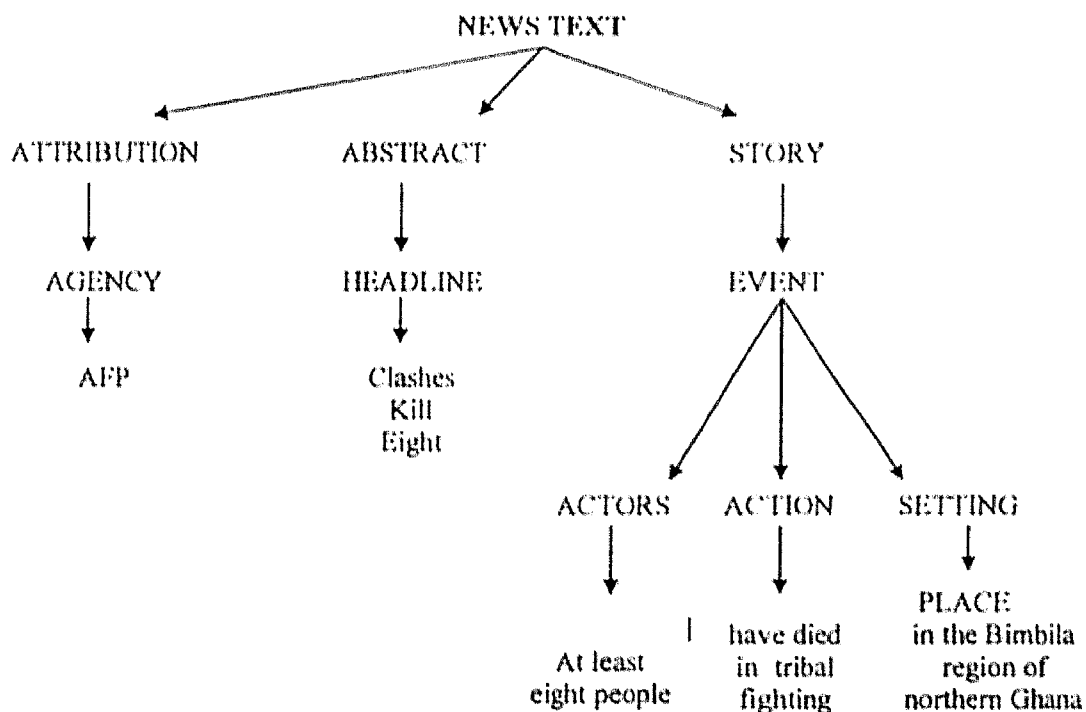 NEWS TEXT
ATTRIBUTION ABSTRACT STORY
AGENCY HEADLINE EVENT
AFP Clashes
Kill
Eight
ACTORS ACTION SETTING
At least
eight people
have died
in tribal
fighting
PLACE
in the Bimbila
region of
northern Ghana